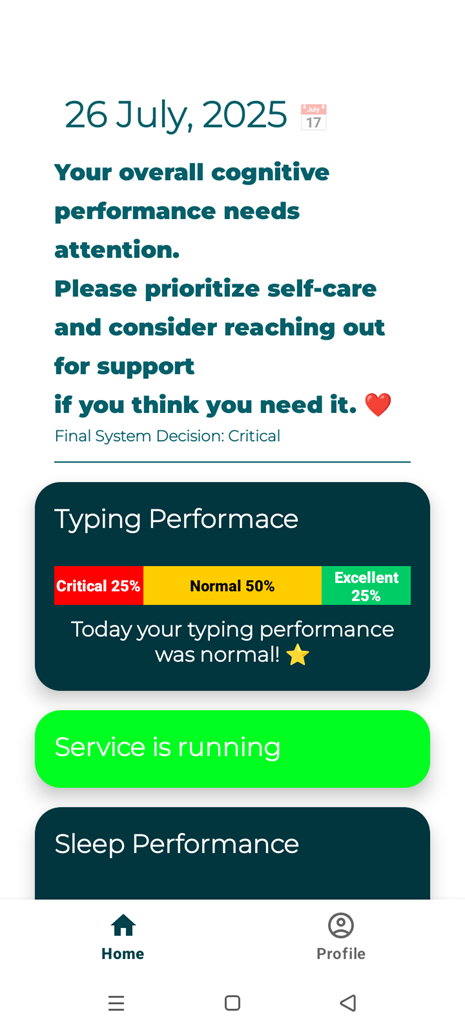 26 July, 2025
July
17
Your overall cognitive
performance needs
attention.
Please prioritize self-care
and consider reaching out
for support
if you think you need it. ❤️
Final System Decision: Critical
Typing Performace
Critical 25%
Normal 50%
Excellent
25%
Today your typing performance
was normal! ⭐
Service is running
Sleep Performance
Home
Profile